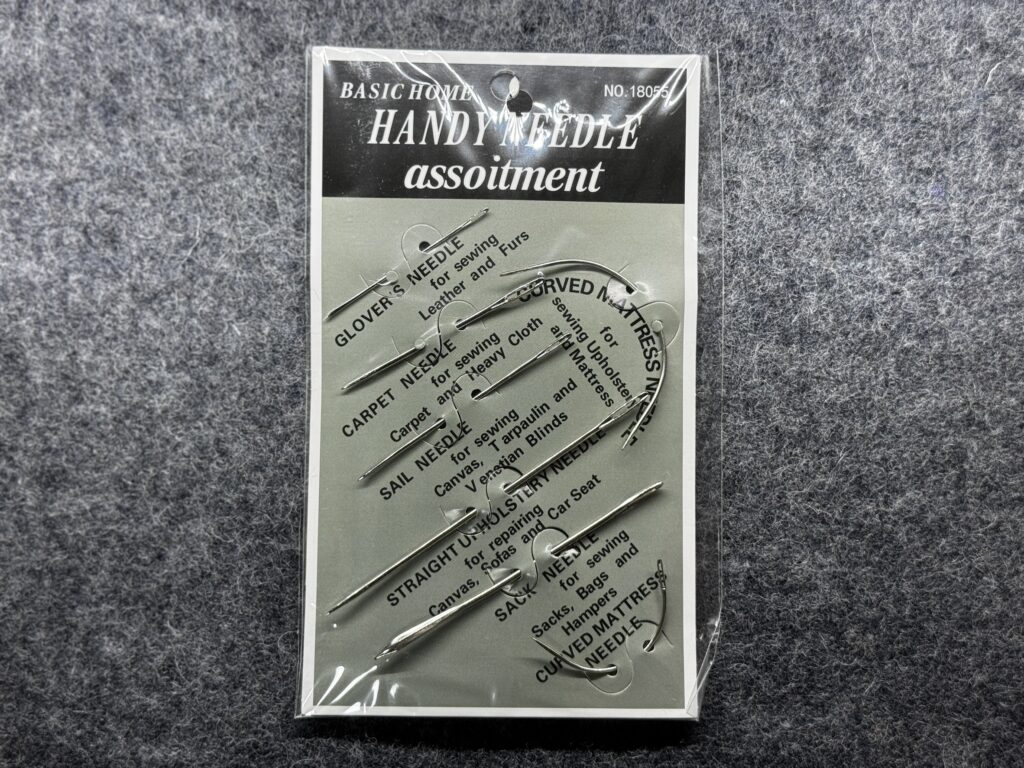 BASIC HOME
NO.18055
HANDY NEEDLE
assoitment
GLOVER'S NEEDLE
for sewing
Leather and Furs
CARPET NEEDLE
for sewing
Carpet and Heavy Cloth
SAIL NEEDLE
for sewing
Canvas, Tarpaulin and
Venetian Blinds
CURVED MATTRESS NEEDLE
for
sewing Upholstery
and Mattress
STRAIGHT UPHOLSTERY NEEDLE
for repairing
Canvas, Sofas and Car Seat
SACK NEEDLE
for sewing
Sacks, Bags and
Hampers
CURVED MATTRESS
NEEDLE